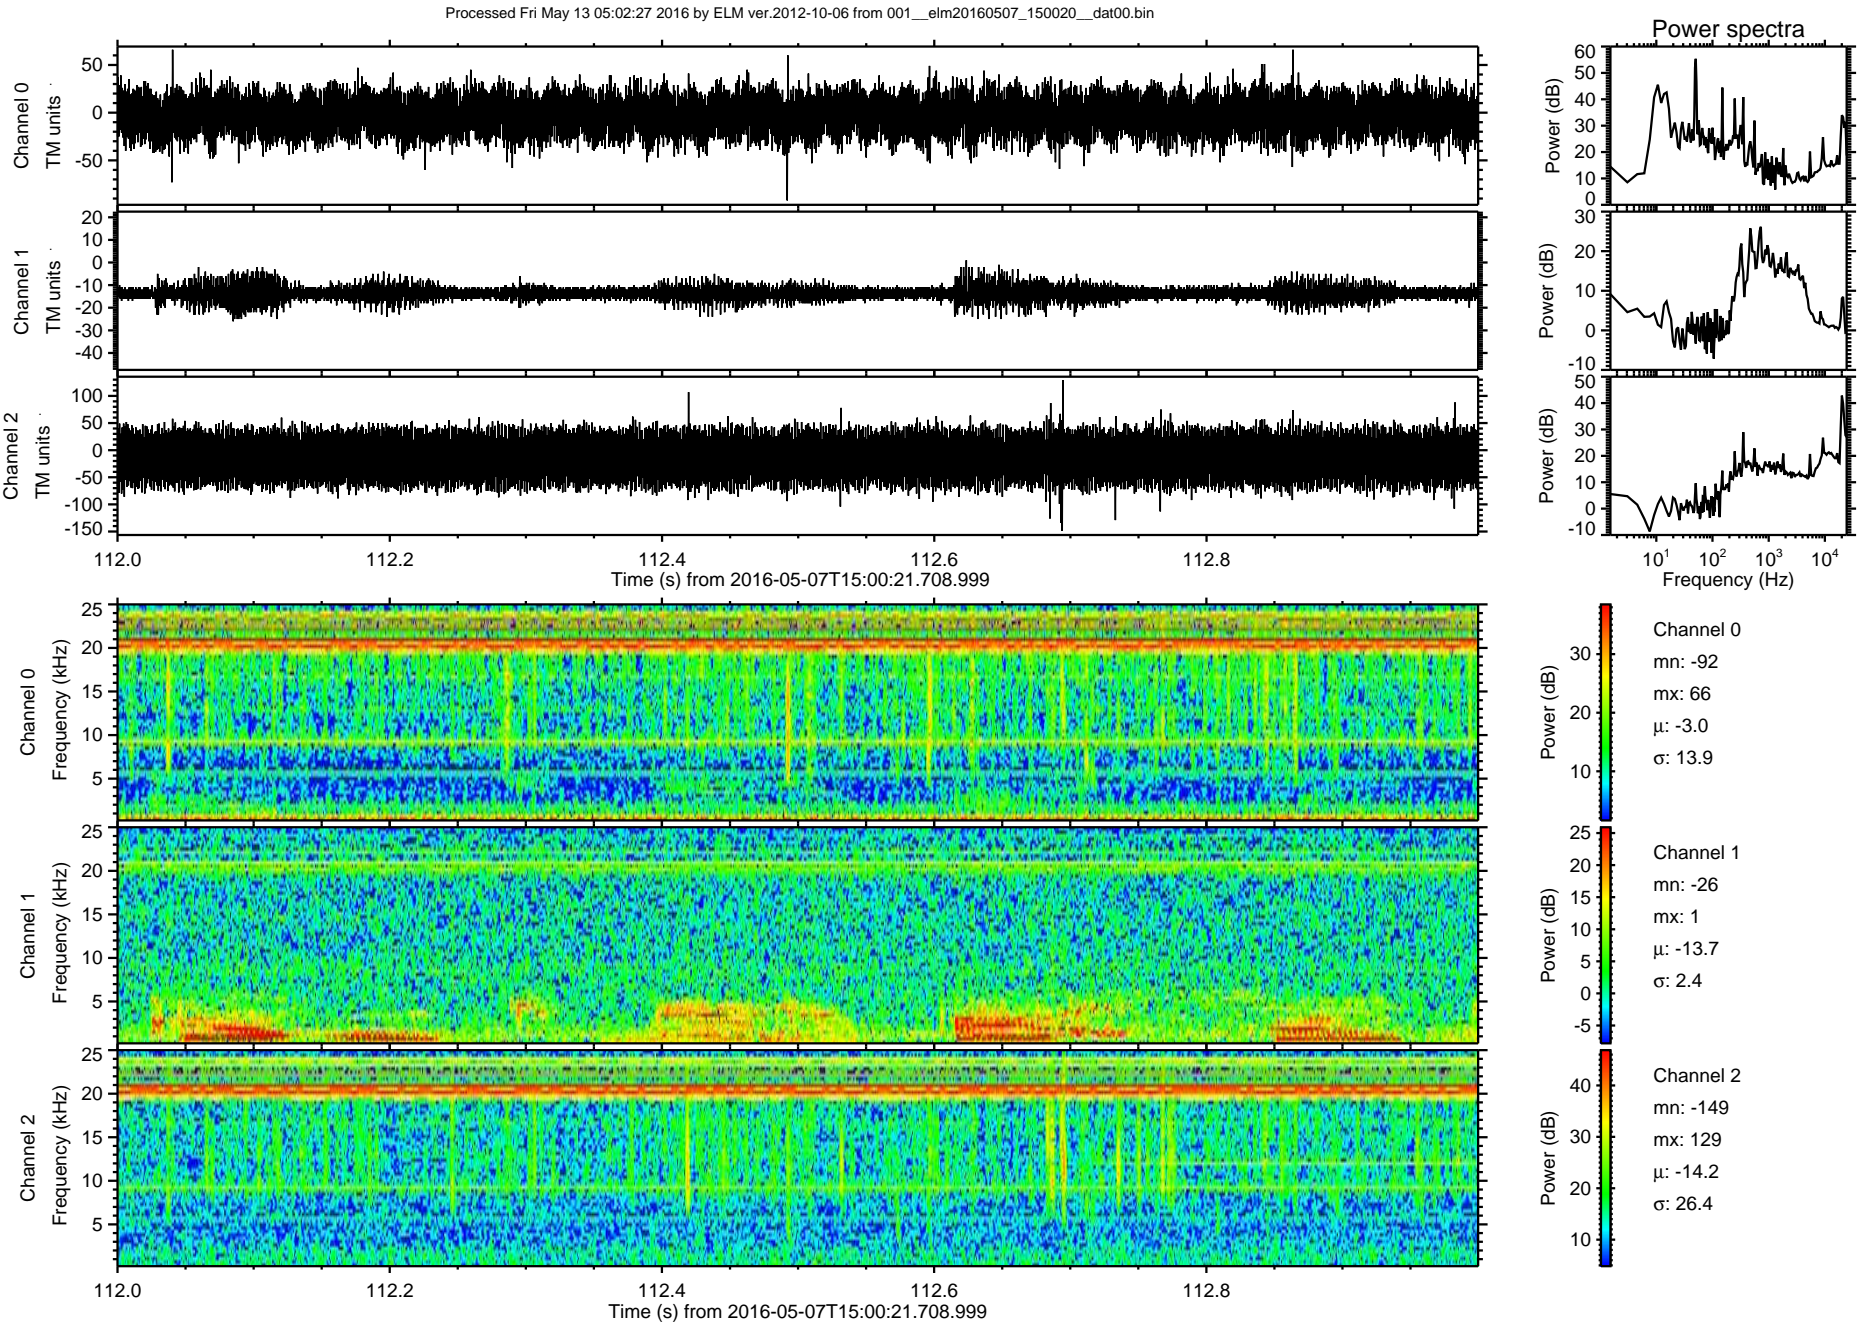 Processed Fri May 13 05:02:27 2016 by ELM ver.2012-10-06 from 001__elm20160507_150020__dat00.bin
Power spectra
Channel 0
TM units
50
0
-50
Power (dB)
60
50
40
30
20
10
0
Channel 1
TM units
20
10
0
-10
-20
-30
-40
Power (dB)
30
20
10
0
-10
Channel 2
TM units
100
50
0
-50
-100
-150
Power (dB)
50
40
30
20
10
0
-10
112.0 112.2 112.4 112.6 112.8
Time (s) from 2016-05-07T15:00:21.708.999
10¹ 10² 10³ 10⁴
Frequency (Hz)
Channel 0
Frequency (kHz)
25
20
15
10
5
Power (dB)
30
20
10
Channel 0
mn: -92
mx: 66
μ: -3.0
σ: 13.9
Channel 1
Frequency (kHz)
25
20
15
10
5
Power (dB)
25
20
15
10
5
0
-5
Channel 1
mn: -26
mx: 1
μ: -13.7
σ: 2.4
Channel 2
Frequency (kHz)
25
20
15
10
5
Power (dB)
40
30
20
10
Channel 2
mn: -149
mx: 129
μ: -14.2
σ: 26.4
112.0 112.2 112.4 112.6 112.8
Time (s) from 2016-05-07T15:00:21.708.999